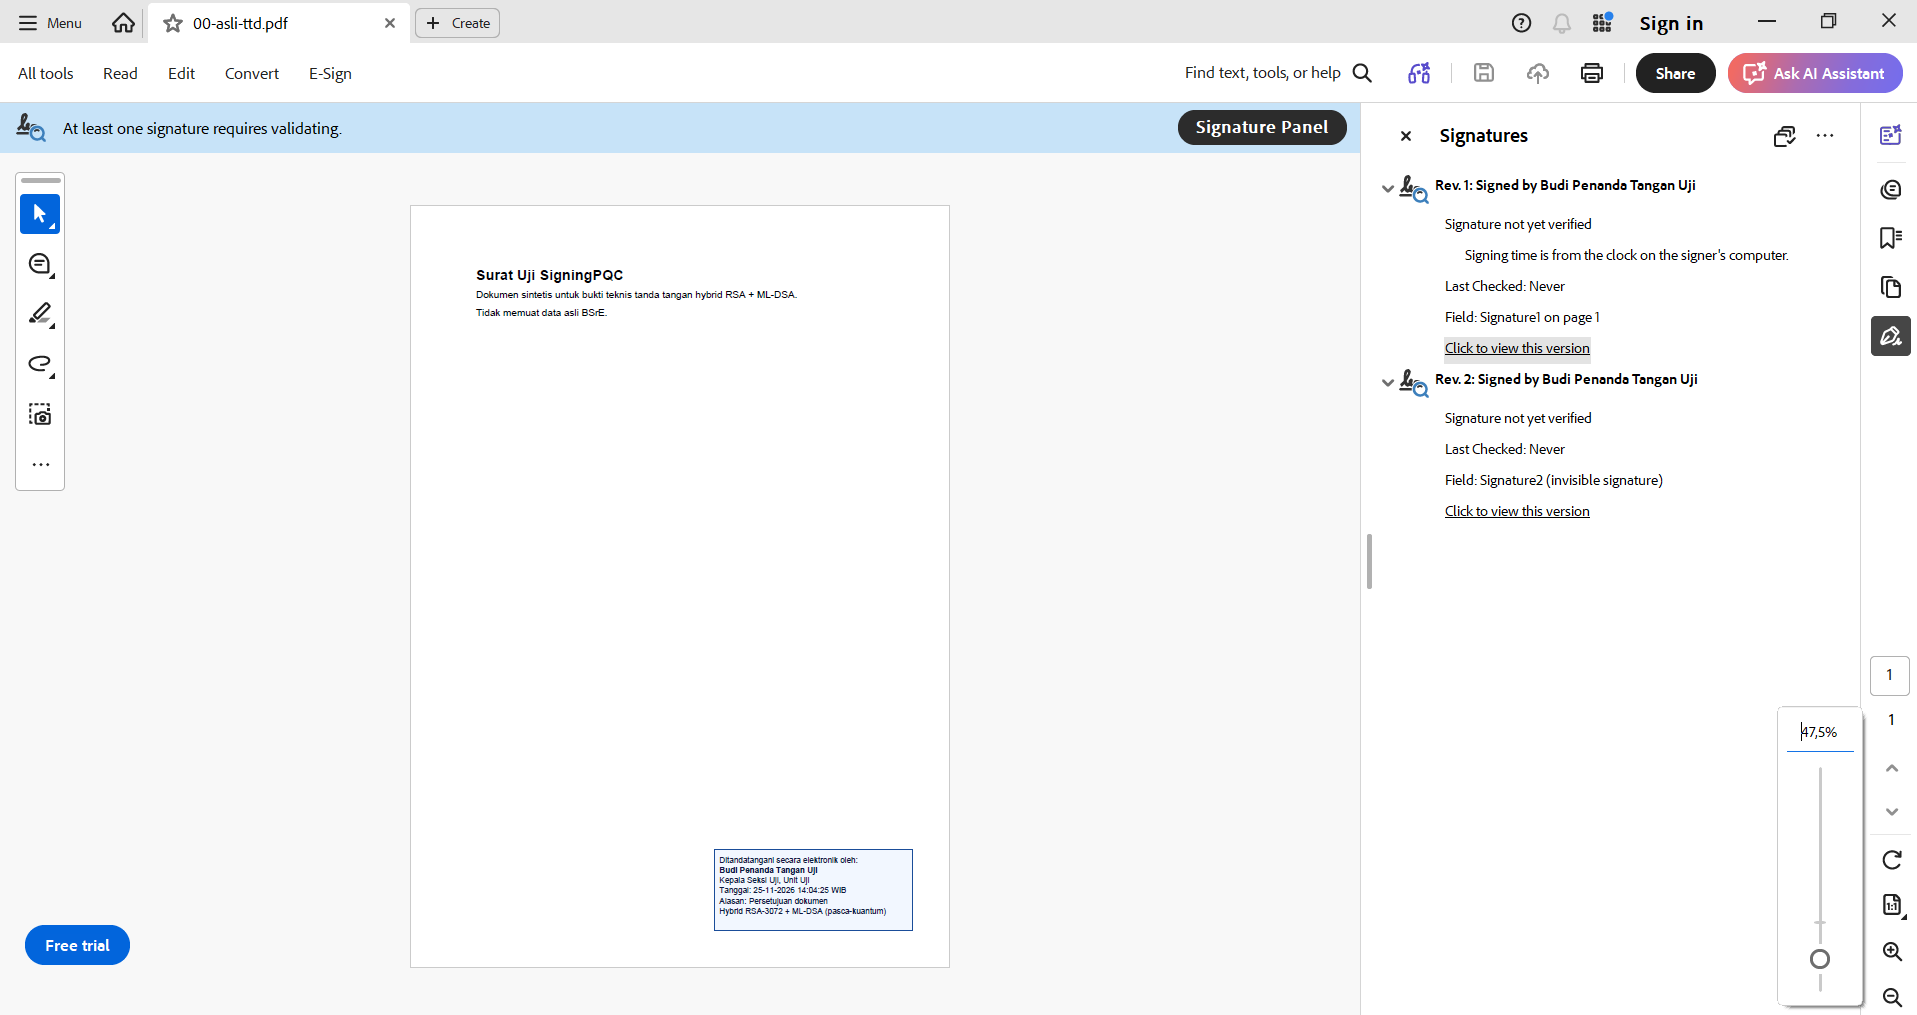 Menu
00-asli-ttd.pdf
Create
Sign in
All tools
Read
Edit
Convert
E-Sign
Find text, tools, or help
Share
Ask AI Assistant
At least one signature requires validating.
Signature Panel
Surat Uji SigningPQC
Dokumen sintetis untuk bukti teknis tanda tangan hybrid RSA + ML-DSA.
Tidak memuat data asli BSrE.
Ditandatangani secara elektronik oleh:
Budi Penanda Tangan Uji
Kepala Seksi Uji, Unit Uji
Tanggal: 25-11-2026 14:04:25 WIB
Alasan: Persetujuan dokumen
Hybrid RSA-3072 + ML-DSA (pasca-kuantum)
Free trial
Signatures
Rev. 1: Signed by Budi Penanda Tangan Uji
Signature not yet verified
Signing time is from the clock on the signer's computer.
Last Checked: Never
Field: Signature1 on page 1
Click to view this version
Rev. 2: Signed by Budi Penanda Tangan Uji
Signature not yet verified
Last Checked: Never
Field: Signature2 (invisible signature)
Click to view this version
1
1
47,5%
1:1